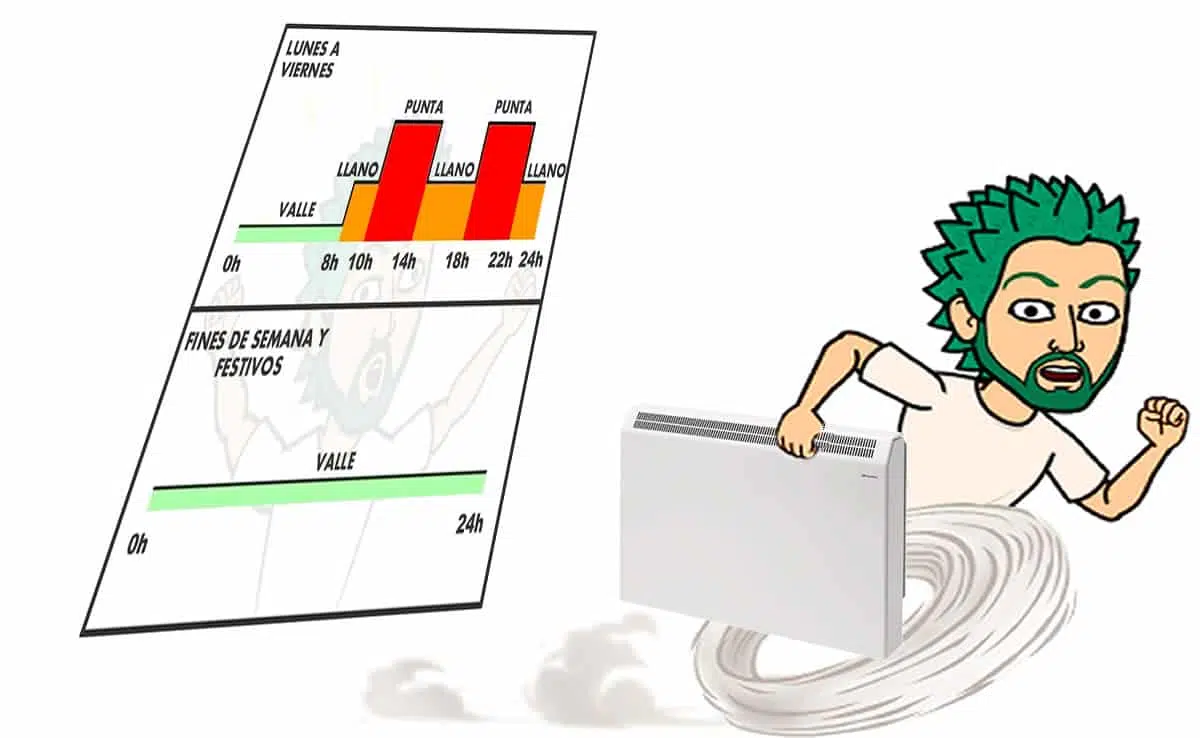 LUNES A
VIERNES
PUNTA PUNTA
LLANO LLANO LLANO
VALLE
0h 8h 10h 14h 18h 22h 24h
FINES DE SEMANA Y
FESTIVOS
VALLE
0h 24h